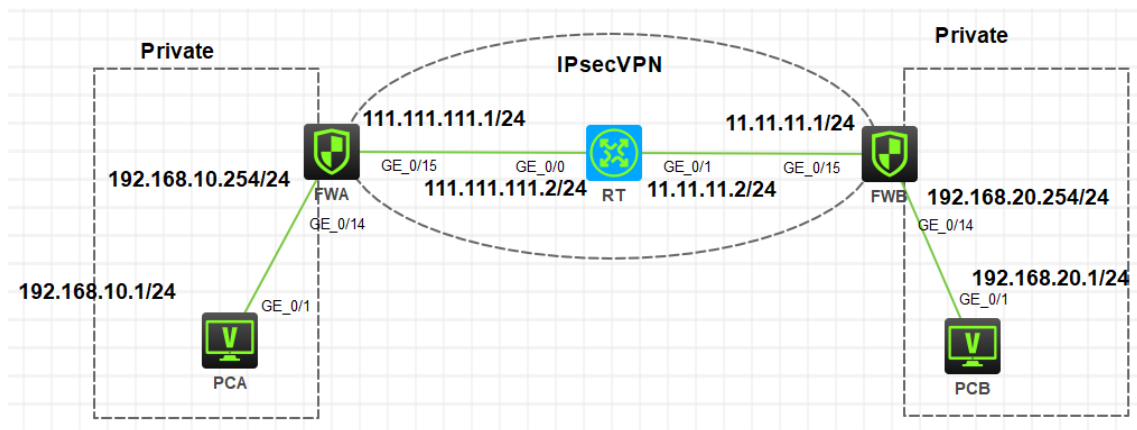 Private
Private
IPsecVPN
111.111.111.1/24
11.11.11.1/24
GE_0/15
GE_0/0
GE_0/1
GE_0/15
192.168.10.254/24
111.111.111.2/24
RT
11.11.11.2/24
FWA
FWB
192.168.20.254/24
GE_0/14
GE_0/14
192.168.10.1/24
192.168.20.1/24
GE_0/1
GE_0/1
V
V
PCA
PCB